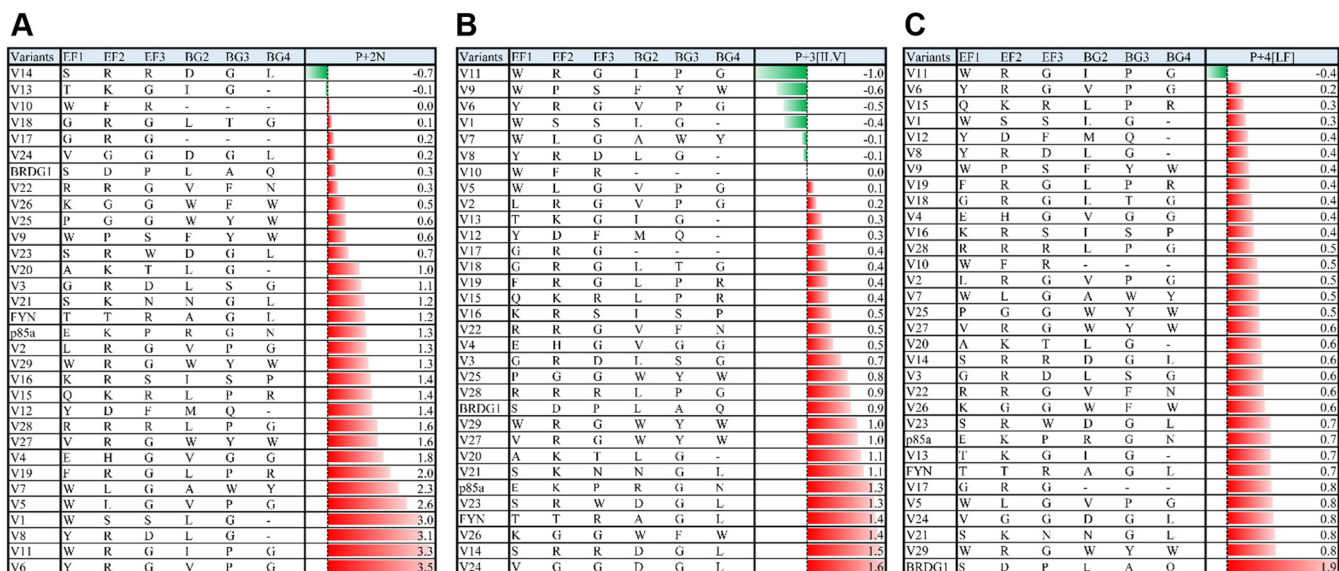 A
Variants EF1 EF2 EF3 BG2 BG3 BG4 P+2N
V14 S R R D G L -0.7
V13 T K G I G - -0.1
V10 W F R - - - 0.0
V18 G R G L T G 0.1
V17 G R G - - - 0.2
V24 V G G D G L 0.2
BRDG1 S D P L A Q 0.3
V22 R R G V F N 0.3
V26 K G G W F W 0.5
V25 P G G W Y W 0.6
V9 W P S F Y W 0.6
V23 S R W D G L 0.7
V20 A K T L G - 1.0
V3 G R D L S G 1.1
V21 S K N N G L 1.2
FYN T T R A G L 1.2
p85a E K P R G N 1.3
V2 L R G V P G 1.3
V29 W R G W Y W 1.3
V16 K R S I S P 1.4
V15 Q K R L P R 1.4
V12 Y D F M Q - 1.4
V28 R R R L P G 1.6
V27 V R G W Y W 1.6
V4 E H G V G G 1.8
V19 F R G L P R 2.0
V7 W L G A W Y 2.3
V5 W L G V P G 2.6
V1 W S S L G - 3.0
V8 Y R D L G - 3.1
V11 W R G I P G 3.3
V6 Y R G V P G 3.5
B
Variants EF1 EF2 EF3 BG2 BG3 BG4 P+3[ILV]
V11 W R G I P G -1.0
V9 W P S F Y W -0.6
V6 Y R G V P G -0.5
V1 W S S L G - -0.4
V7 W L G A W Y -0.1
V8 Y R D L G - -0.1
V10 W F R - - - 0.0
V5 W L G V P G 0.1
V2 L R G V P G 0.2
V13 T K G I G - 0.3
V12 Y D F M Q - 0.3
V17 G R G - - - 0.4
V18 G R G L T G 0.4
V19 F R G L P R 0.4
V15 Q K R L P R 0.4
V16 K R S I S P 0.5
V22 R R G V F N 0.5
V4 E H G V G G 0.5
V3 G R D L S G 0.7
V25 P G G W Y W 0.8
V28 R R R L P G 0.9
BRDG1 S D P L A Q 0.9
V29 W R G W Y W 1.0
V27 V R G W Y W 1.0
V20 A K T L G - 1.1
V21 S K N N G L 1.1
p85a E K P R G N 1.3
V23 S R W D G L 1.3
FYN T T R A G L 1.4
V26 K G G W F W 1.4
V14 S R R D G L 1.5
V24 V G G D G L 1.6
C
Variants EF1 EF2 EF3 BG2 BG3 BG4 P+4[LF]
V11 W R G I P G -0.4
V6 Y R G V P G 0.2
V15 Q K R L P R 0.3
V1 W S S L G - 0.3
V12 Y D F M Q - 0.4
V8 Y R D L G - 0.4
V9 W P S F Y W 0.4
V19 F R G L P R 0.4
V18 G R G L T G 0.4
V4 E H G V G G 0.4
V16 K R S I S P 0.4
V28 R R R L P G 0.5
V10 W F R - - - 0.5
V2 L R G V P G 0.5
V7 W L G A W Y 0.5
V25 P G G W Y W 0.5
V27 V R G W Y W 0.5
V20 A K T L G - 0.6
V14 S R R D G L 0.6
V3 G R D L S G 0.6
V22 R R G V F N 0.6
V26 K G G W F W 0.6
V23 S R W D G L 0.7
p85a E K P R G N 0.7
V13 T K G I G - 0.7
FYN T T R A G L 0.7
V17 G R G - - - 0.8
V5 W L G V P G 0.8
V24 V G G D G L 0.8
V21 S K N N G L 0.8
V29 W R G W Y W 0.8
BRDG1 S D P L A Q 1.9